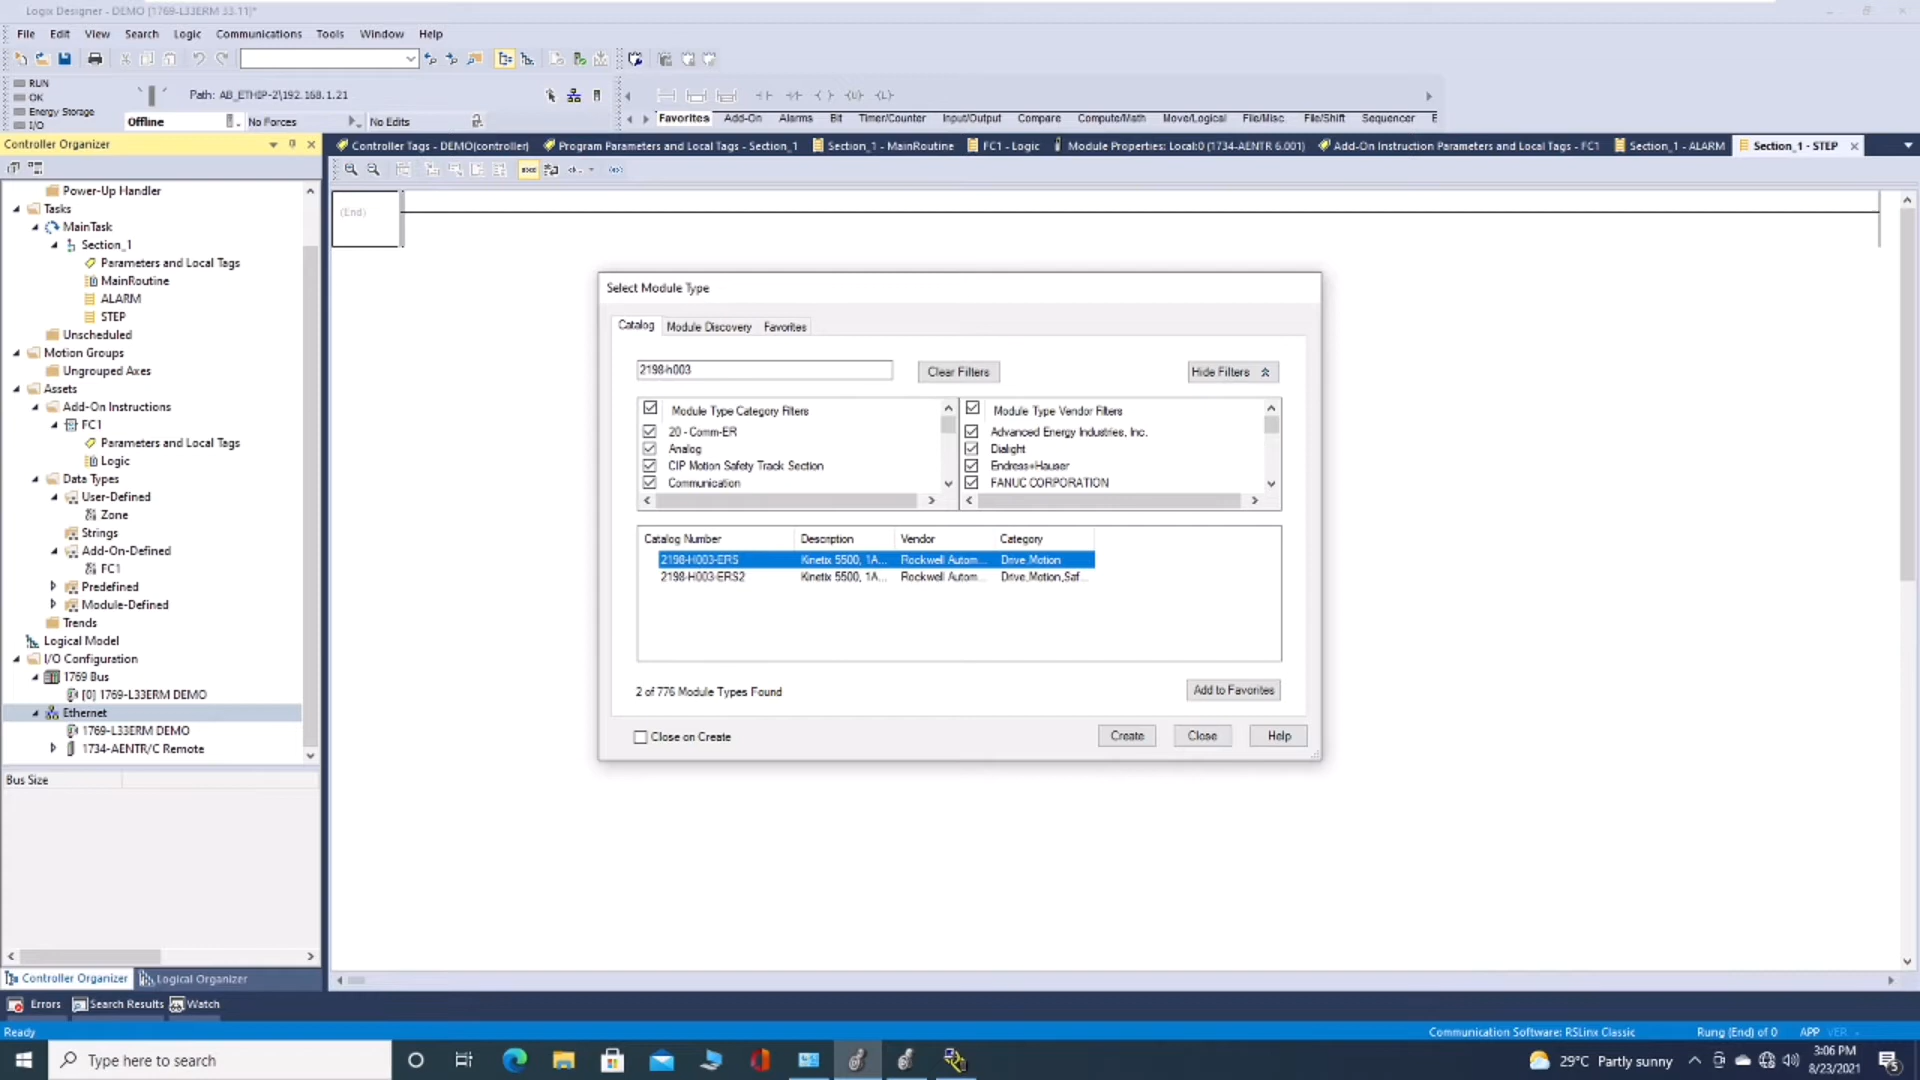 Logix Designer - DEMO [1769-L33ERM 33.11]*
File Edit View Search Logic Communications Tools Window Help
RUN
OK
Energy Storage
I/O
Path: AB_ETHIP-2\192.168.1.21
Offline No Forces No Edits
Favorites Add-On Alarms Bit Timer/Counter Input/Output Compare Compute/Math Move/Logical File/Misc. File/Shift Sequencer E
Controller Organizer
Controller Tags - DEMO(controller) Program Parameters and Local Tags - Section_1 Section_1 - MainRoutine FC1 - Logic Module Properties: Local:0 (1734-AENTR 6.001) Add-On Instruction Parameters and Local Tags - FC1 Section_1 - ALARM Section_1 - STEP
Power-Up Handler
Tasks
MainTask
Section_1
Parameters and Local Tags
MainRoutine
ALARM
STEP
Unscheduled
Motion Groups
Ungrouped Axes
Assets
Add-On Instructions
FC1
Parameters and Local Tags
Logic
Data Types
User-Defined
Zone
Strings
Add-On-Defined
FC1
Predefined
Module-Defined
Trends
Logical Model
I/O Configuration
1769 Bus
[0] 1769-L33ERM DEMO
Ethernet
1769-L33ERM DEMO
1734-AENTR/C Remote
Bus Size
Controller Organizer Logical Organizer
(End)
Select Module Type
Catalog Module Discovery Favorites
2198-h003
Clear Filters
Hide Filters
Module Type Category Filters
20 - Comm-ER
Analog
CIP Motion Safety Track Section
Communication
Module Type Vendor Filters
Advanced Energy Industries, Inc.
Dialight
Endress+Hauser
FANUC CORPORATION
Catalog Number Description Vendor Category
2198-H003-ERS Kinetix 5500, 1A... Rockwell Autom... Drive,Motion
2198-H003-ERS2 Kinetix 5500, 1A... Rockwell Autom... Drive,Motion,Saf...
2 of 776 Module Types Found
Add to Favorites
Close on Create
Create
Close
Help
Errors Search Results Watch
Ready
Communication Software: RSLinx Classic
Rung (End) of 0
APP VER
Type here to search
29°C Partly sunny
3:06 PM
8/23/2021
5